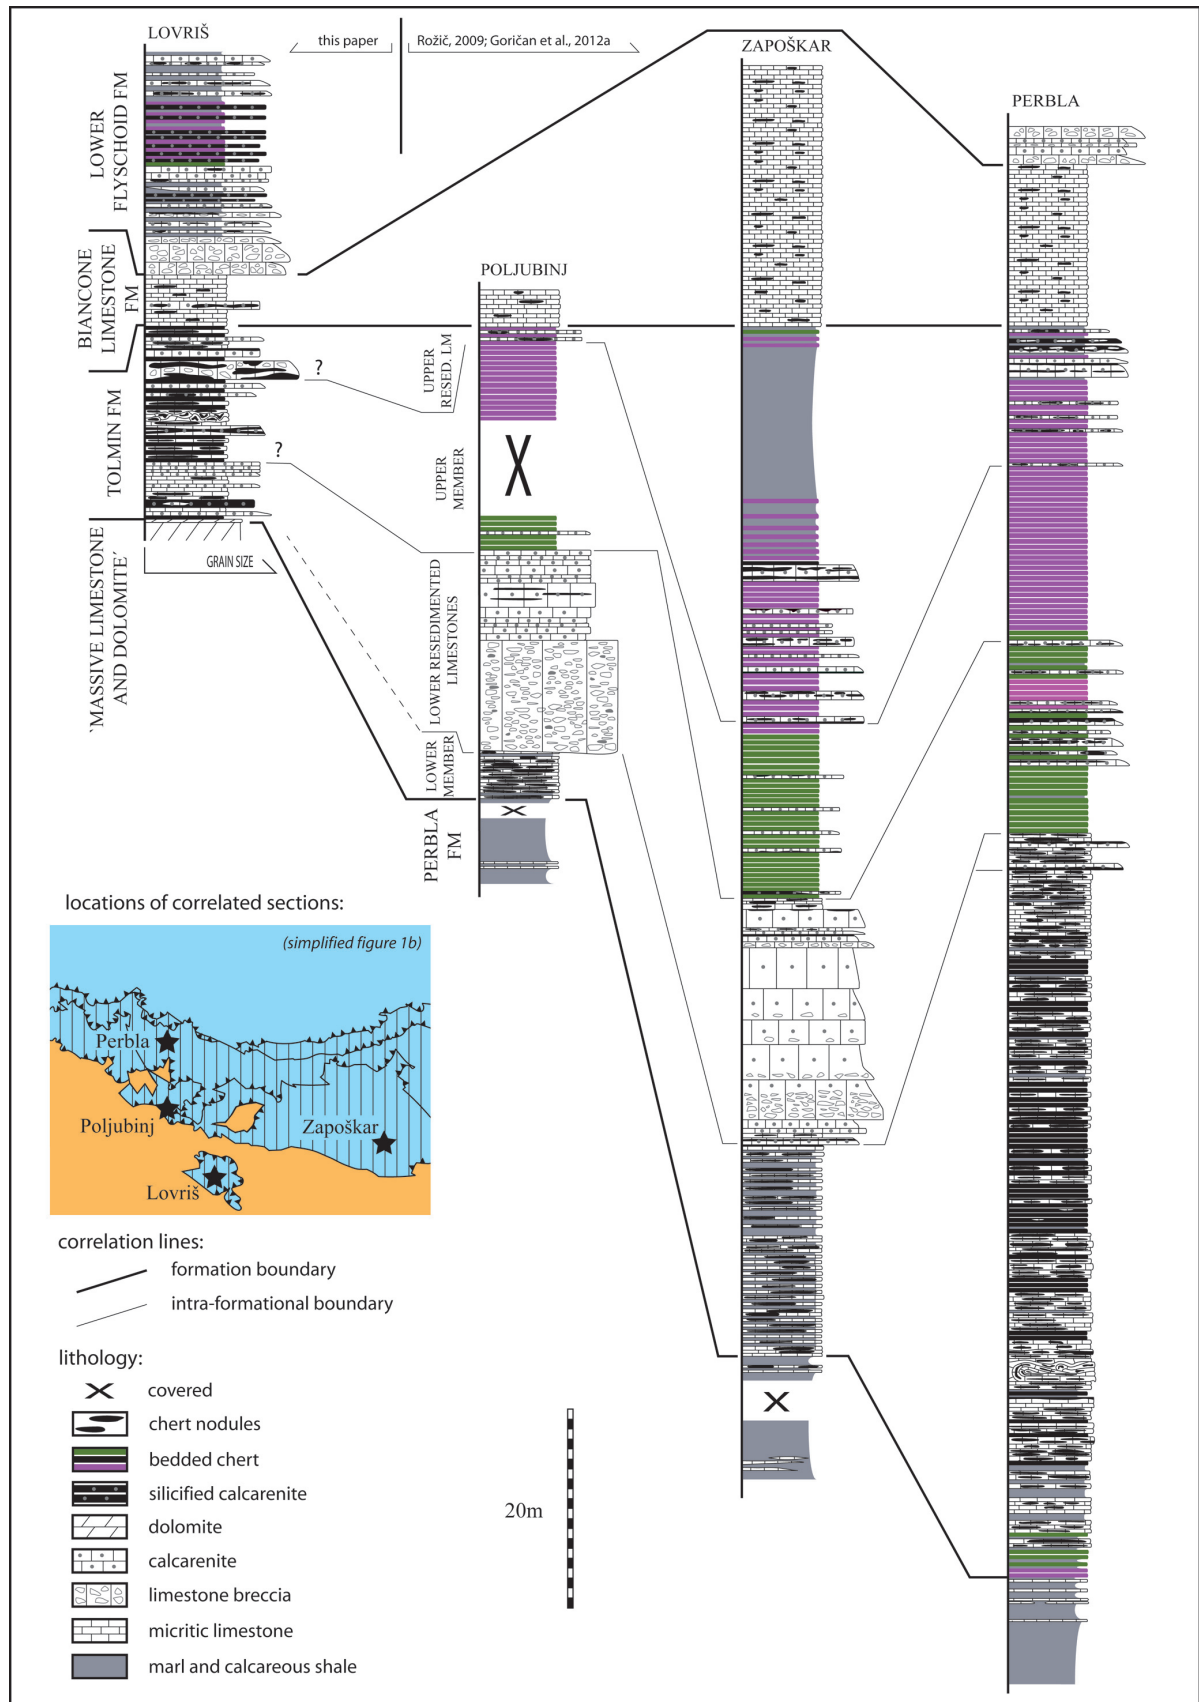 LOVRIŠ
this paper
Rožič, 2009; Goričan et al., 2012a
ZAPOŠKAR
PERBLA
POLJUBINJ
LOWER
FLYSCHOID FM
BIANCONE
LIMESTONE
FM
TOLMIN FM
`MASSIVE LIMESTONE
AND DOLOMITE´
GRAIN SIZE
?
?
UPPER
RESED. LM
UPPER
MEMBER
LOWER RESEDIMENTED
LIMESTONES
LOWER
MEMBER
PERBLA
FM
locations of correlated sections:
(simplified figure 1b)
Perbla
Poljubinj
Zapoškar
Lovriš
correlation lines:
formation boundary
intra-formational boundary
lithology:
covered
chert nodules
bedded chert
silicified calcarenite
dolomite
calcarenite
limestone breccia
micritic limestone
marl and calcareous shale
20m